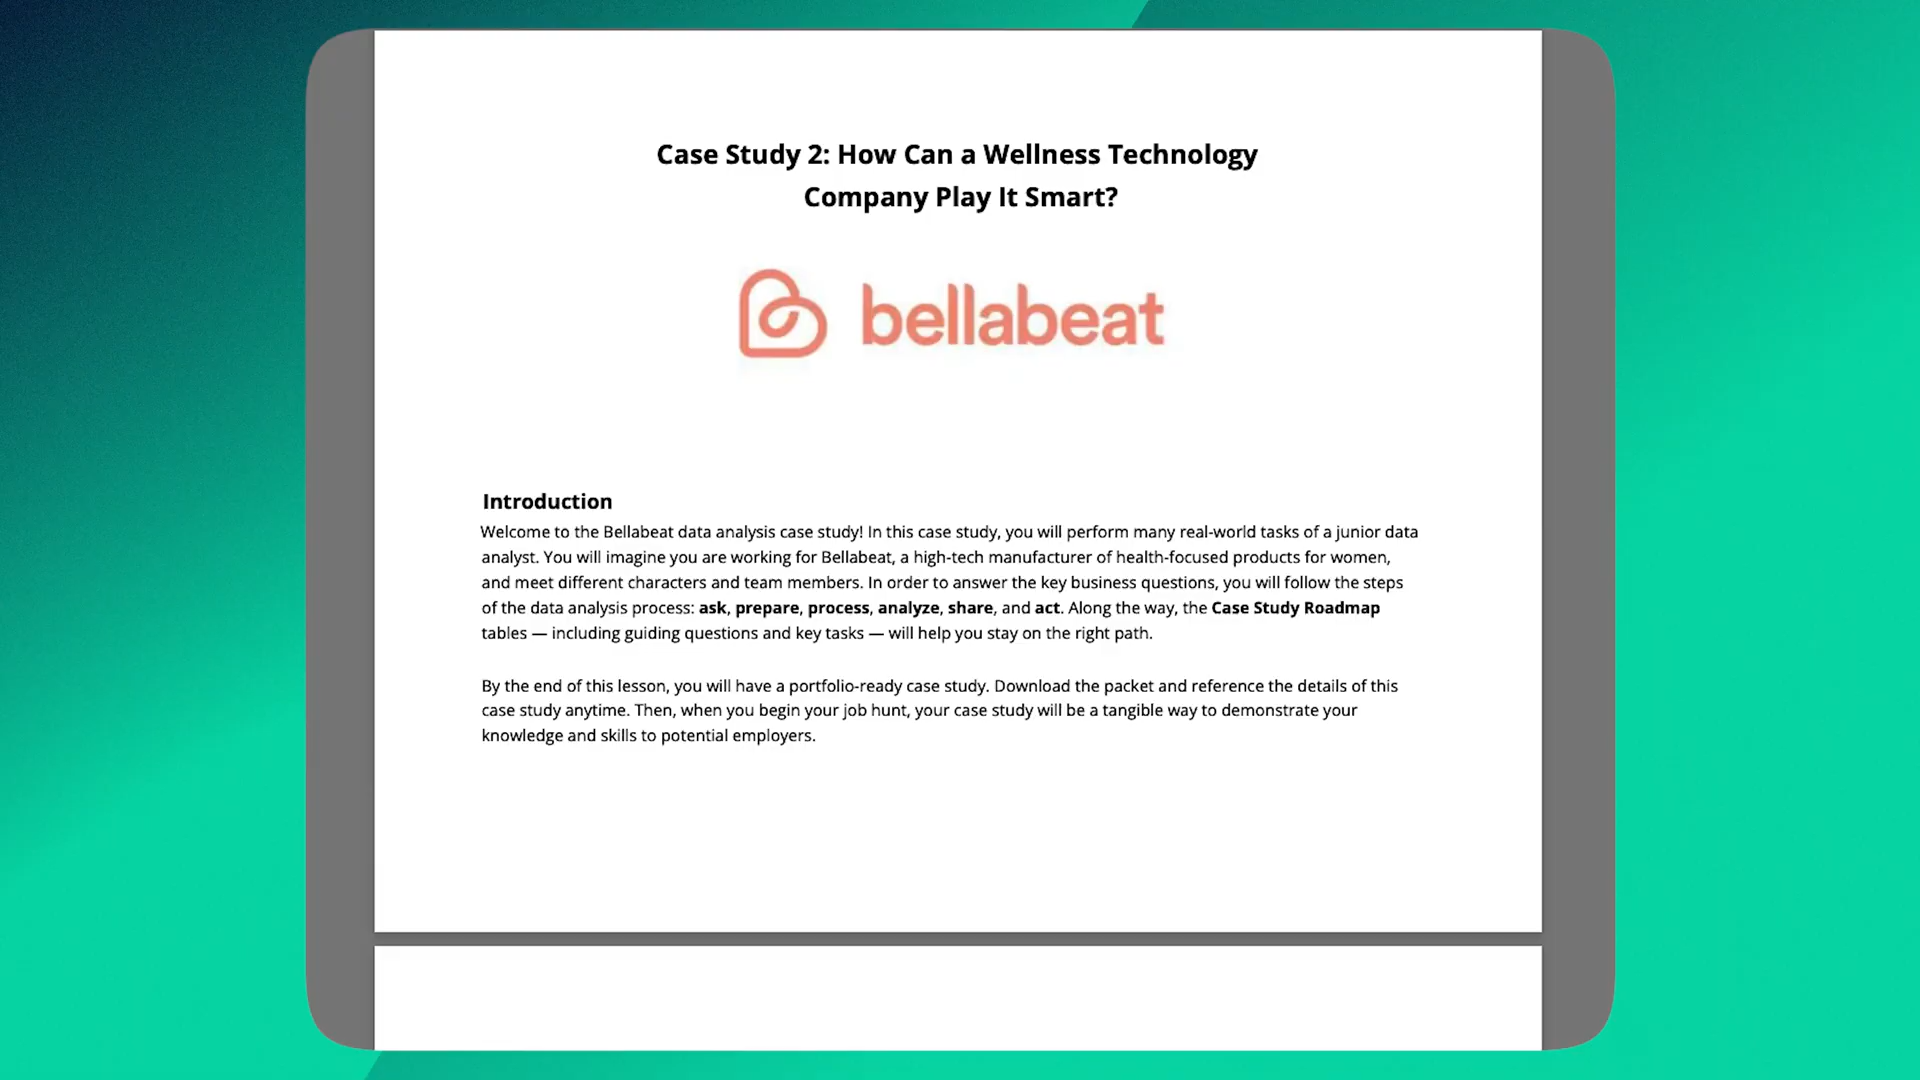 Case Study 2: How Can a Wellness Technology
Company Play It Smart?
bellabeat
Introduction
Welcome to the Bellabeat data analysis case study! In this case study, you will perform many real-world tasks of a junior data
analyst. You will imagine you are working for Bellabeat, a high-tech manufacturer of health-focused products for women,
and meet different characters and team members. In order to answer the key business questions, you will follow the steps
of the data analysis process: ask, prepare, process, analyze, share, and act. Along the way, the Case Study Roadmap
tables — including guiding questions and key tasks — will help you stay on the right path.
By the end of this lesson, you will have a portfolio-ready case study. Download the packet and reference the details of this
case study anytime. Then, when you begin your job hunt, your case study will be a tangible way to demonstrate your
knowledge and skills to potential employers.